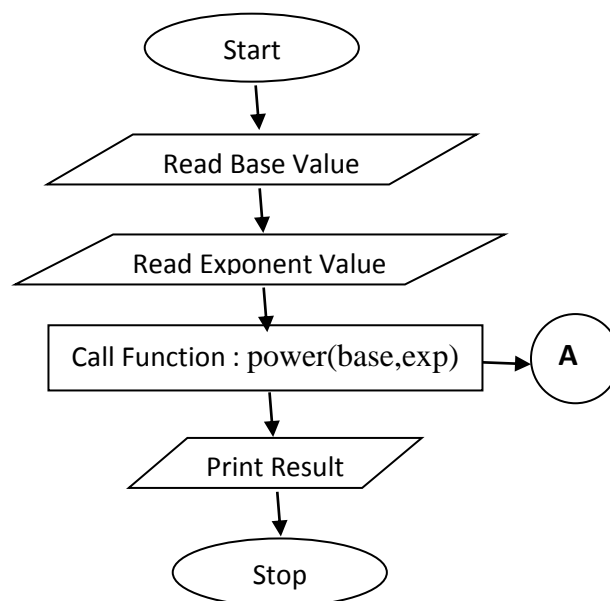 Start
Read Base Value
Read Exponent Value
Call Function : power(base,exp)
A
Print Result
Stop